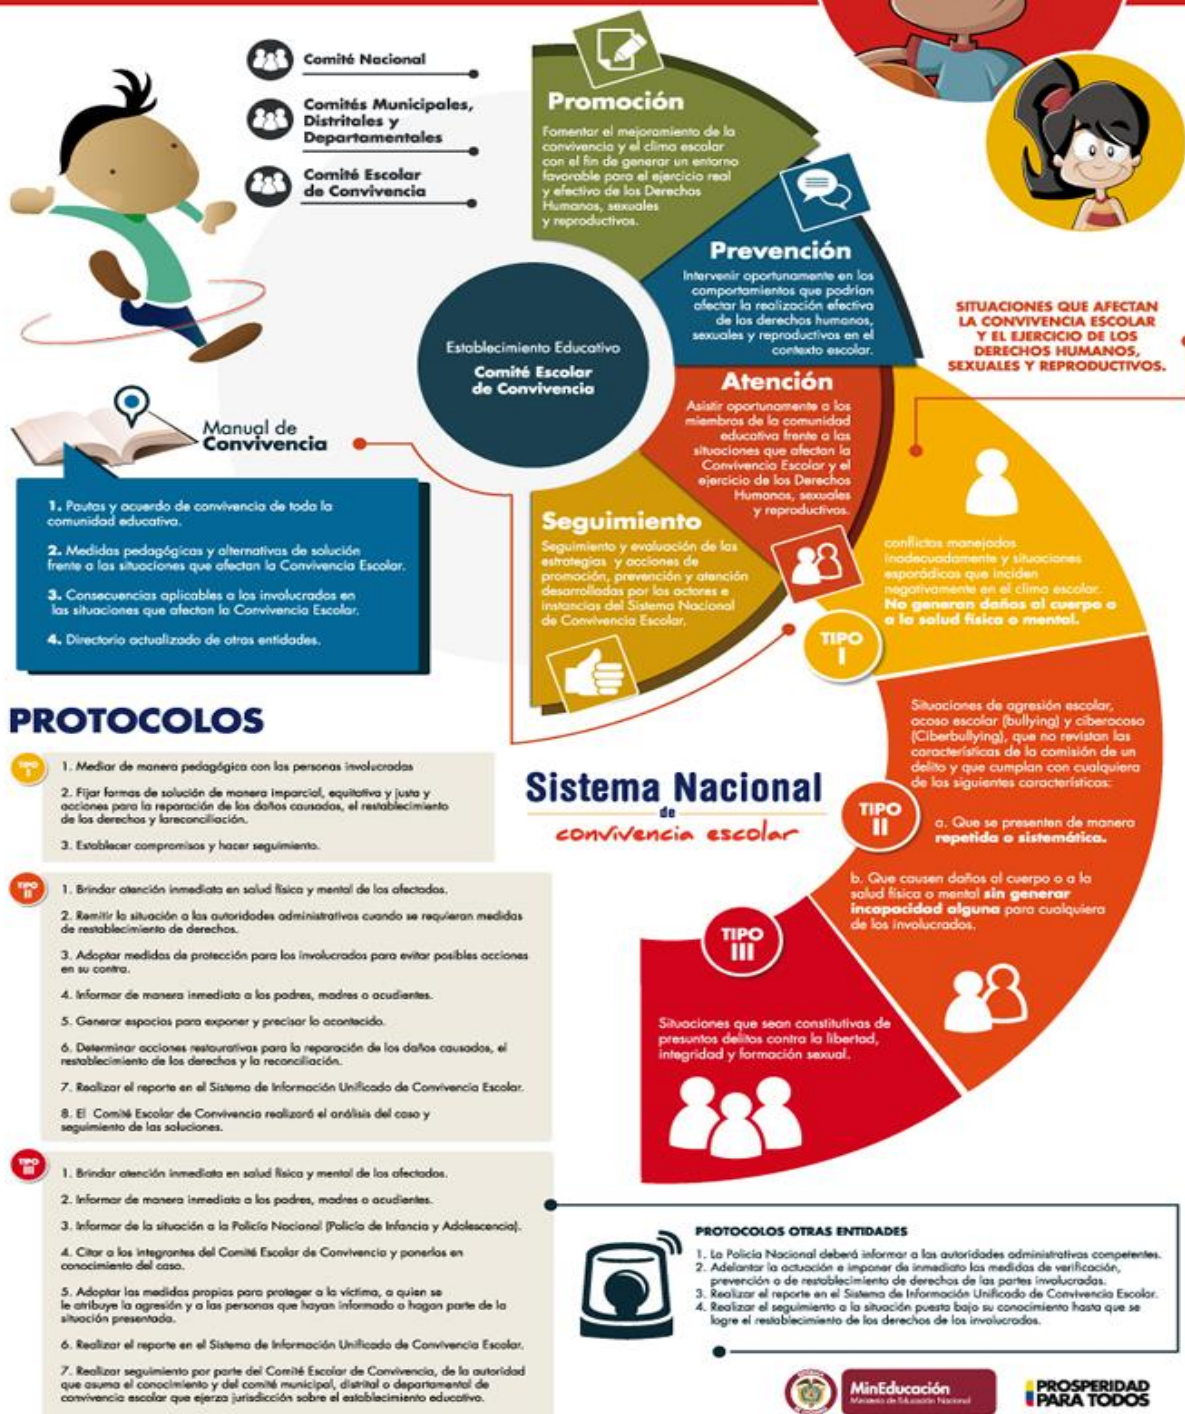 Comité Nacional
Comités Municipales,
Distritales y
Departamentales
Comité Escolar
de Convivencia
Promoción
Fomentar el mejoramiento de la
convivencia y el clima escolar
con el fin de generar un entorno
favorable para el ejercicio real
y efectivo de los Derechos
Humanos, sexuales
y reproductivos.
Prevención
Intervenir oportunamente en los
comportamientos que podrían
afectar la realización efectiva
de los derechos humanos,
sexuales y reproductivos en el
contexto escolar.
Establecimiento Educativo
Comité Escolar
de Convivencia
Atención
Asistir oportunamente a los
miembros de la comunidad
educativa frente a las
situaciones que afectan la
Convivencia Escolar y el
ejercicio de los Derechos
Humanos, sexuales
y reproductivos.
Seguimiento
Seguimiento y evaluación de las
estrategias y acciones de
promoción, prevención y atención
desarrolladas por los actores e
instancias del Sistema Nacional
de Convivencia Escolar.
SITUACIONES QUE AFECTAN
LA CONVIVENCIA ESCOLAR
Y EL EJERCICIO DE LOS
DERECHOS HUMANOS,
SEXUALES Y REPRODUCTIVOS.
Manual de
Convivencia
1. Pautas y acuerdo de convivencia de toda la
comunidad educativa.
2. Medidas pedagógicas y alternativas de solución
frente a las situaciones que afectan la Convivencia Escolar.
3. Consecuencias aplicables a los involucrados en
las situaciones que afectan la Convivencia Escolar.
4. Directorio actualizado de otras entidades.
conflictos manejados
inadecuadamente y situaciones
esporádicas que inciden
negativamente en el clima escolar.
No generan daños al cuerpo o
a la salud física o mental.
TIPO
I
Situaciones de agresión escolar,
acoso escolar (bullying) y ciberacoso
(Ciberbullying), que no revistan las
características de la comisión de un
delito y que cumplan con cualquiera
de las siguientes características:
a. Que se presenten de manera
repetida o sistemática.
b. Que causen daños al cuerpo o a la
salud física o mental sin generar
incapacidad alguna para cualquiera
de los involucrados.
TIPO
II
TIPO
III
Situaciones que sean constitutivas de
presuntos delitos contra la libertad,
integridad y formación sexual.
Sistema Nacional
de
convivencia escolar
PROTOCOLOS
TIPO
I
1. Mediar de manera pedagógica con las personas involucradas
2. Fijar formas de solución de manera imparcial, equitativa y justa y
acciones para la reparación de los daños causados, el restablecimiento
de los derechos y lareconciliación.
3. Establecer compromisos y hacer seguimiento.
TIPO
II
1. Brindar atención inmediata en salud física y mental de los afectados.
2. Remitir la situación a las autoridades administrativas cuando se requieran medidas
de restablecimiento de derechos.
3. Adoptar medidas de protección para los involucrados para evitar posibles acciones
en su contra.
4. Informar de manera inmediata a los padres, madres o acudientes.
5. Generar espacios para exponer y precisar lo acontecido.
6. Determinar acciones restaurativas para la reparación de los daños causados, el
restablecimiento de los derechos y la reconciliación.
7. Realizar el reporte en el Sistema de Información Unificado de Convivencia Escolar.
8. El Comité Escolar de Convivencia realizará el análisis del caso y
seguimiento de las soluciones.
TIPO
III
1. Brindar atención inmediata en salud física y mental de los afectados.
2. Informar de manera inmediata a los padres, madres o acudientes.
3. Informar de la situación a la Policía Nacional (Policía de Infancia y Adolescencia).
4. Citar a los integrantes del Comité Escolar de Convivencia y ponerlos en
conocimiento del caso.
5. Adoptar las medidas propias para proteger a la víctima, a quien se
le atribuye la agresión y a las personas que hayan informado o hagan parte de la
situación presentada.
6. Realizar el reporte en el Sistema de Información Unificado de Convivencia Escolar.
7. Realizar seguimiento por parte del Comité Escolar de Convivencia, de la autoridad
que asuma el conocimiento y del comité municipal, distrital o departamental de
convivencia escolar que ejerza jurisdicción sobre el establecimiento educativo.
PROTOCOLOS OTRAS ENTIDADES
1. La Policía Nacional deberá informar a las autoridades administrativas competentes.
2. Adelantar la actuación e imponer de inmediato las medidas de verificación,
prevención o de restablecimiento de derechos de las partes involucradas.
3. Realizar el reporte en el Sistema de Información Unificado de Convivencia Escolar.
4. Realizar el seguimiento a la situación puesta bajo su conocimiento hasta que se
logre el restablecimiento de los derechos de los involucrados.
MinEducación
Ministerio de Educación Nacional
PROSPERIDAD
PARA TODOS